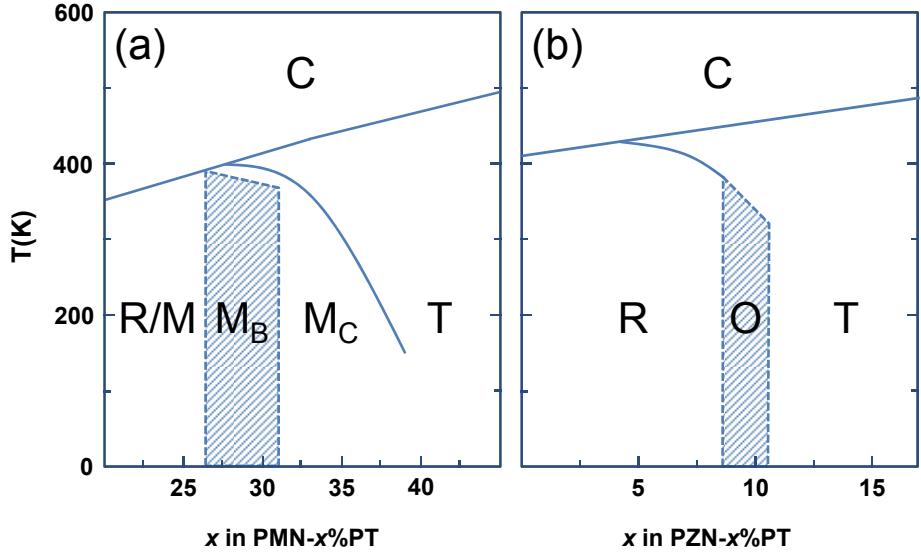 (a)
C
T(K)
600
400
200
0
R/M
M_B
M_C
T
25
30
35
40
x in PMN-x%PT
(b)
C
R
O
T
5
10
15
x in PZN-x%PT